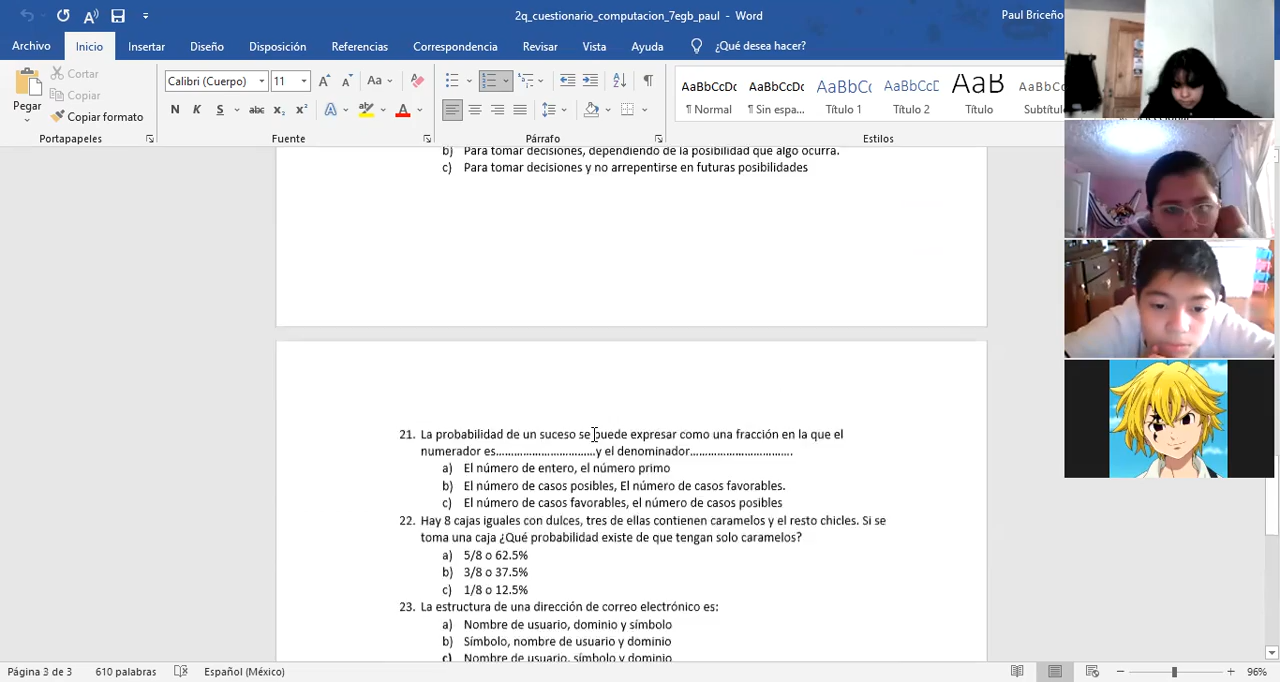 2q_cuestionario_computacion_7egb_paul - Word
Paul Briceño
Archivo Inicio Insertar Diseño Disposición Referencias Correspondencia Revisar Vista Ayuda ¿Qué desea hacer?
Pegar
Cortar
Copiar
Copiar formato
Calibri (Cuerpo) 11
Aa
N K S abc x₂ x² A A
AaBbCcDc AaBbCcDc AaBbC AaBbCcE AaB AaBbCc
¶ Normal ¶ Sin espa... Título 1 Título 2 Título Subtítu
Portapapeles Fuente Párrafo Estilos
b) Para tomar decisiones, dependiendo de la posibilidad que algo ocurra.
c) Para tomar decisiones y no arrepentirse en futuras posibilidades
21. La probabilidad de un suceso se puede expresar como una fracción en la que el
numerador es……………………………y el denominador…………………………….
a) El número de entero, el número primo
b) El número de casos posibles, El número de casos favorables.
c) El número de casos favorables, el número de casos posibles
22. Hay 8 cajas iguales con dulces, tres de ellas contienen caramelos y el resto chicles. Si se
toma una caja ¿Qué probabilidad existe de que tengan solo caramelos?
a) 5/8 o 62.5%
b) 3/8 o 37.5%
c) 1/8 o 12.5%
23. La estructura de una dirección de correo electrónico es:
a) Nombre de usuario, dominio y símbolo
b) Símbolo, nombre de usuario y dominio
c) Nombre de usuario, símbolo y dominio
Página 3 de 3 610 palabras Español (México) 96%